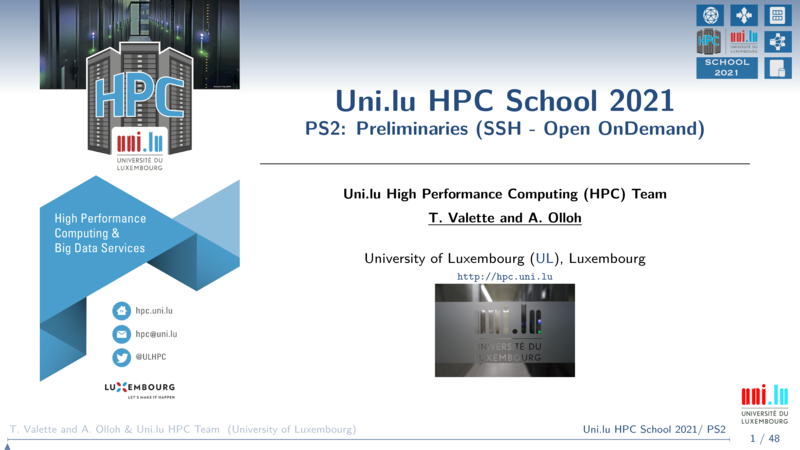 HPC
uni.lu
UNIVERSITÉ DU
LUXEMBOURG
High Performance
Computing &
Big Data Services
hpc.uni.lu
hpc@uni.lu
@ULHPC
LUXEMBOURG
LET'S MAKE IT HAPPEN
HPC
uni.lu
UNIVERSITÉ DU
LUXEMBOURG
SCHOOL
2021
Uni.lu HPC School 2021
PS2: Preliminaries (SSH - Open OnDemand)
Uni.lu High Performance Computing (HPC) Team
T. Valette and A. Olloh
University of Luxembourg (UL), Luxembourg
http://hpc.uni.lu
uni.lu
UNIVERSITÉ DU
LUXEMBOURG
uni.lu
UNIVERSITÉ DU
LUXEMBOURG
T. Valette and A. Olloh & Uni.lu HPC Team (University of Luxembourg)
Uni.lu HPC School 2021/ PS2
1 / 48